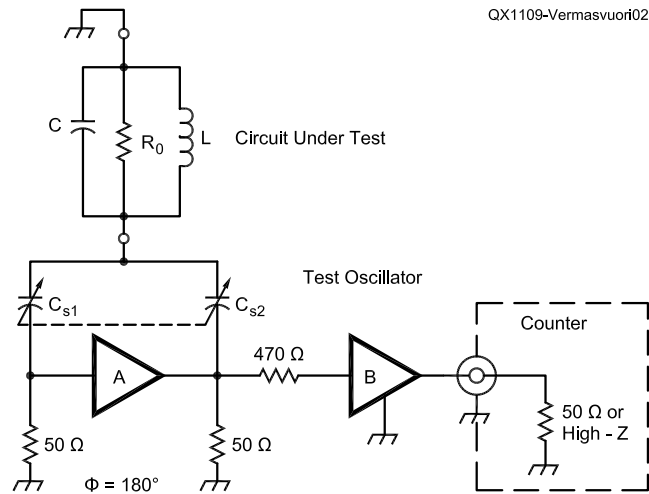 QX1109-Vermasvuori02
C
R0
L
Circuit Under Test
Test Oscillator
Cs1
Cs2
Counter
470 Ω
A
B
50 Ω
50 Ω
50 Ω or
High - Z
Φ = 180°